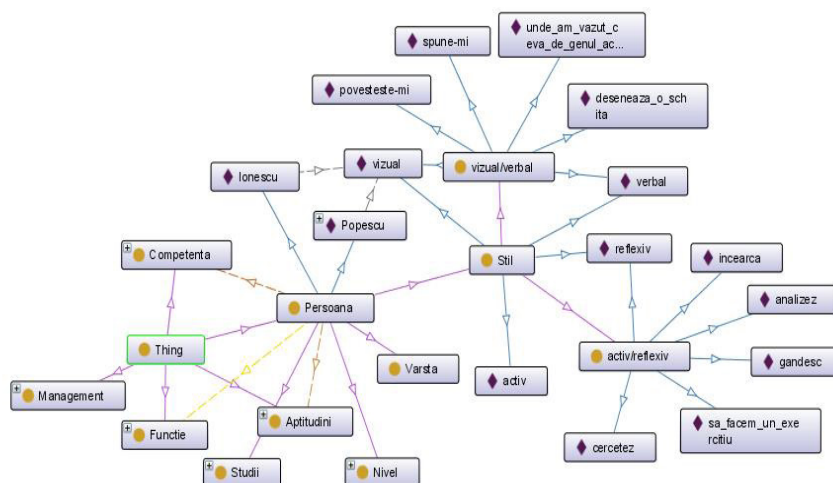 unde_am_vazut_c
eva_de_genul_ac...
spune-mi
povesteste-mi
deseneaza_o_sch
ita
Ionescu
vizual
vizual/verbal
verbal
Popescu
Competenta
Stil
reflexiv
incearca
Persoana
analizez
Thing
activ/reflexiv
gandesc
Varsta
activ
Management
Functie
Aptitudini
sa_facem_un_exe
rcitiu
cercetez
Studii
Nivel